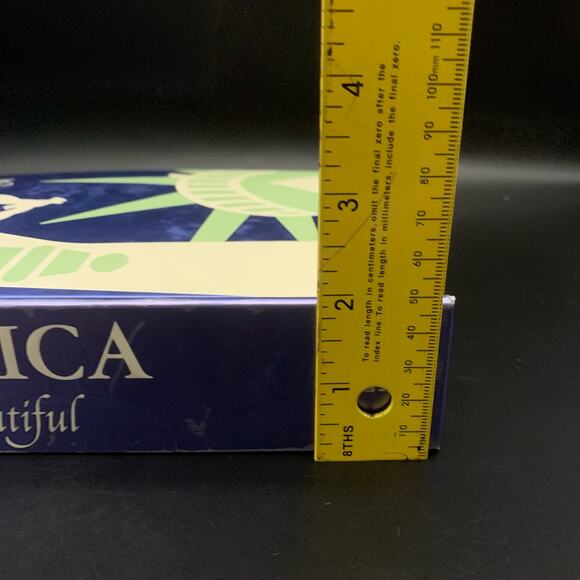 ICA
utiful
4
3
2
1
8THS
To read length in centimeters, omit the final zero after the
index line. To read length in millimeters, include the final zero.
110
100mm
90
80
70
60
50
40
30
20
10